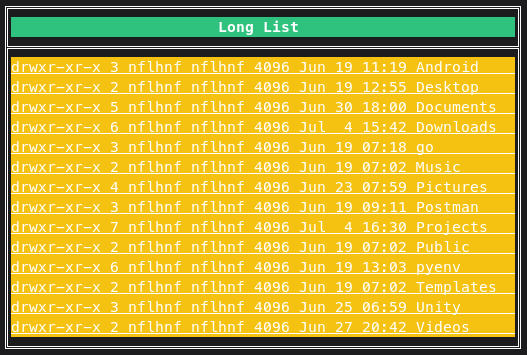 Long List
drwxr-xr-x 3 nflhnf nflhnf 4096 Jun 19 11:19 Android
drwxr-xr-x 2 nflhnf nflhnf 4096 Jun 19 12:55 Desktop
drwxr-xr-x 5 nflhnf nflhnf 4096 Jun 30 18:00 Documents
drwxr-xr-x 6 nflhnf nflhnf 4096 Jul  4 15:42 Downloads
drwxr-xr-x 3 nflhnf nflhnf 4096 Jun 19 07:18 go
drwxr-xr-x 2 nflhnf nflhnf 4096 Jun 19 07:02 Music
drwxr-xr-x 4 nflhnf nflhnf 4096 Jun 23 07:59 Pictures
drwxr-xr-x 3 nflhnf nflhnf 4096 Jun 19 09:11 Postman
drwxr-xr-x 7 nflhnf nflhnf 4096 Jul  4 16:30 Projects
drwxr-xr-x 2 nflhnf nflhnf 4096 Jun 19 07:02 Public
drwxr-xr-x 6 nflhnf nflhnf 4096 Jun 19 13:03 pyenv
drwxr-xr-x 2 nflhnf nflhnf 4096 Jun 19 07:02 Templates
drwxr-xr-x 3 nflhnf nflhnf 4096 Jun 25 06:59 Unity
drwxr-xr-x 2 nflhnf nflhnf 4096 Jun 27 20:42 Videos